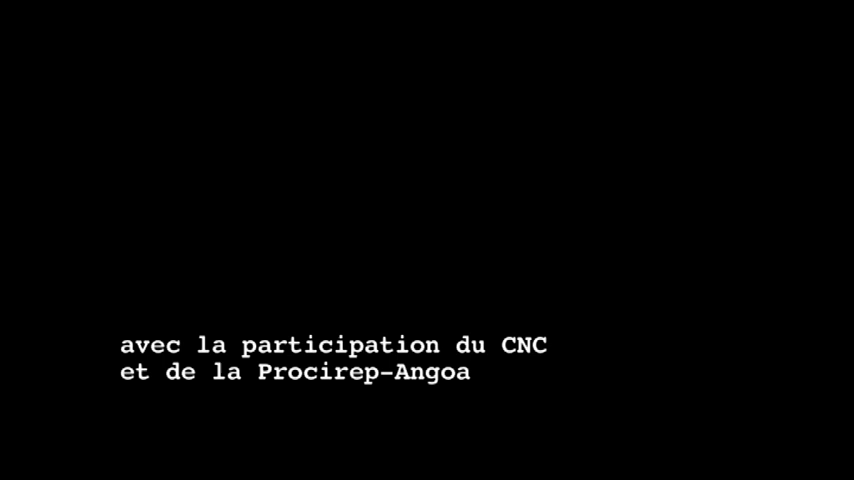 avec la participation du CNC
et de la Procirep-Angoa